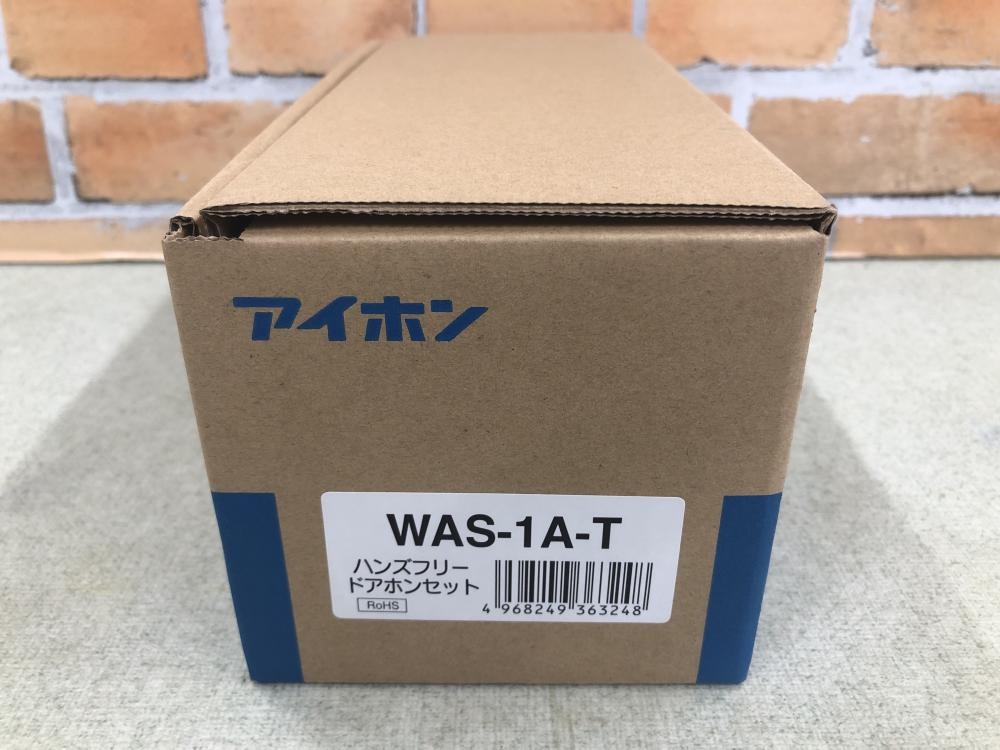 アイホン
WAS-1A-T
ハンズフリー
ドアホンセット
RoHS
4 968249 363248